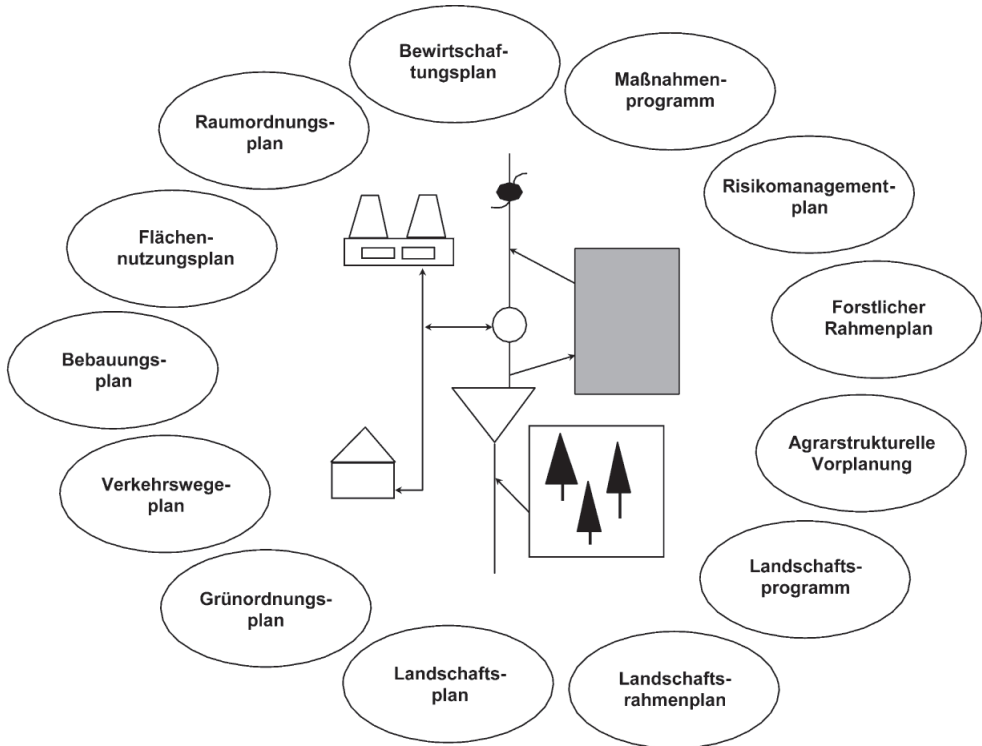 Bewirtschaf-
tungsplan
Maßnahmen-
programm
Risikomanagement-
plan
Forstlicher
Rahmenplan
Agrarstrukturelle
Vorplanung
Landschafts-
programm
Landschafts-
rahmenplan
Landschafts-
plan
Grünordnungs-
plan
Verkehrswege-
plan
Bebauungs-
plan
Flächen-
nutzungsplan
Raumordnungs-
plan